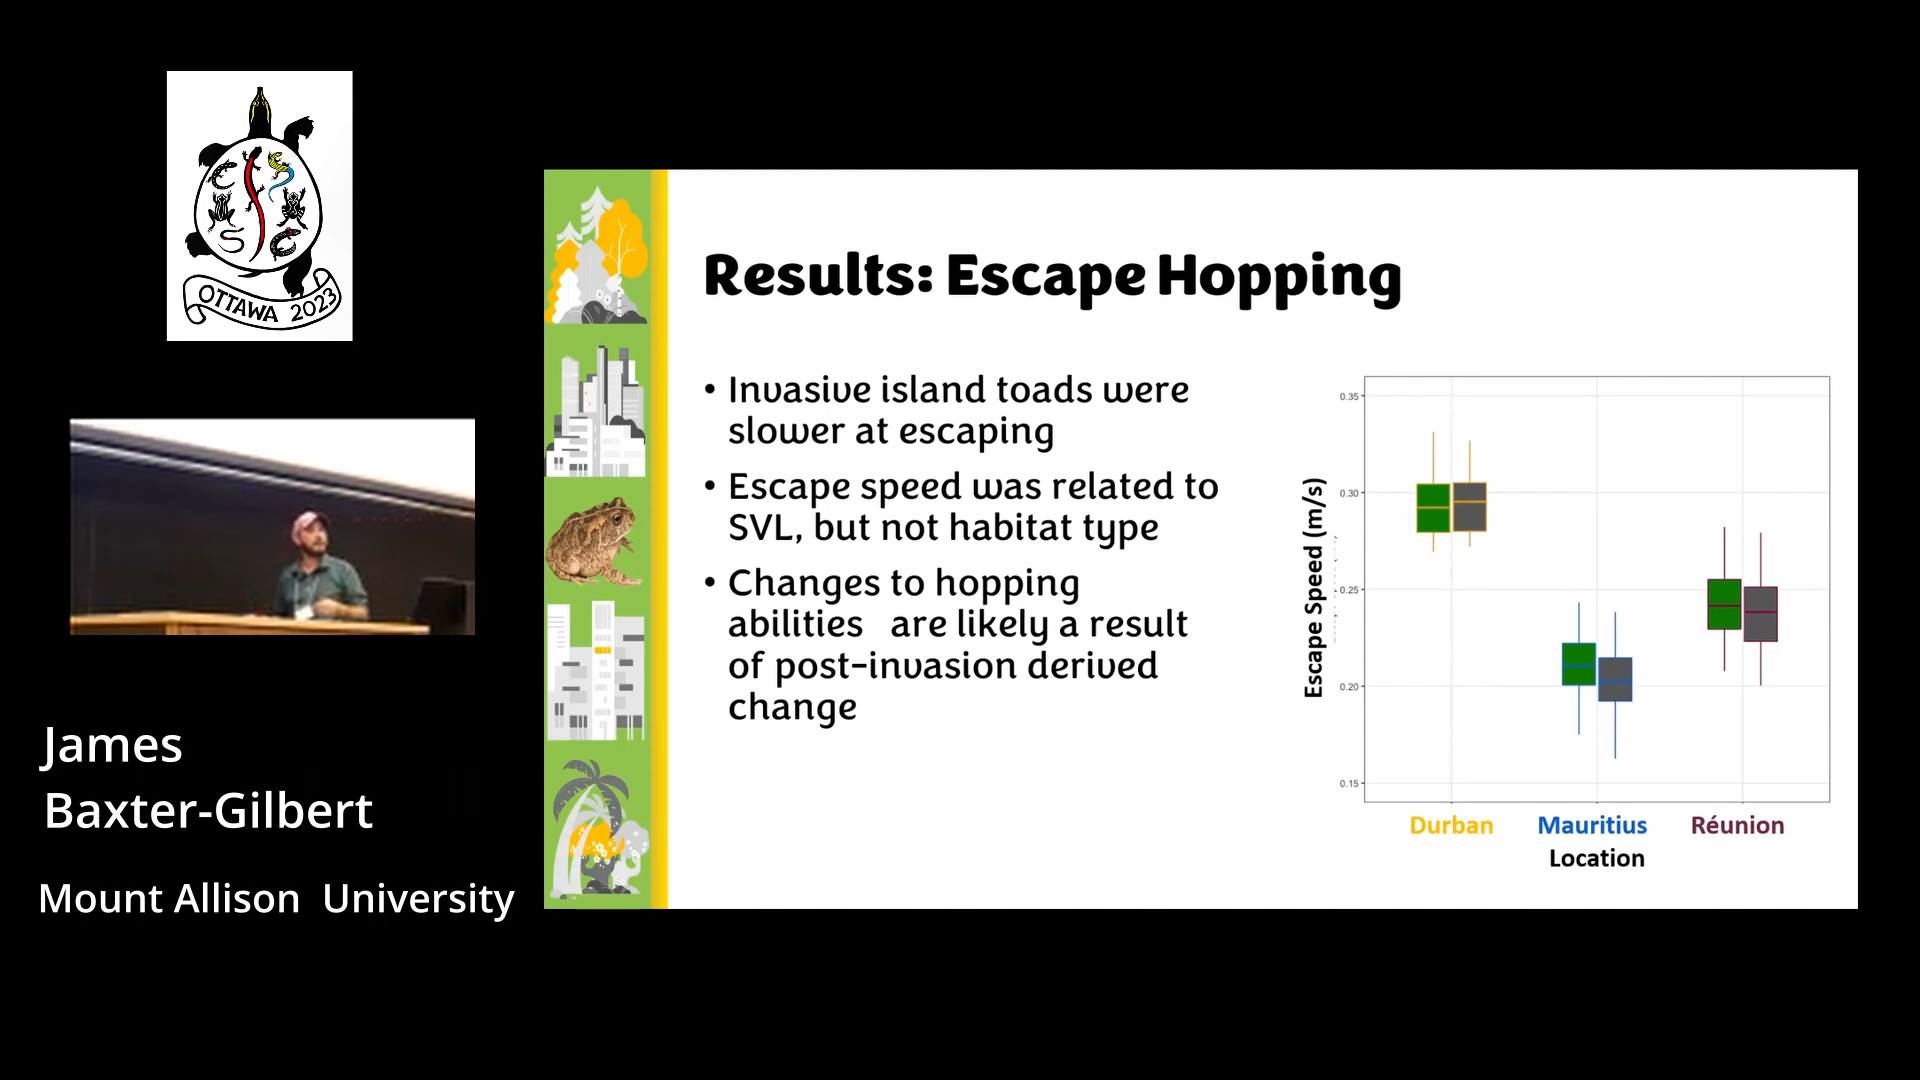 OTTAWA 2023
James
Baxter-Gilbert
Mount Allison University
Results: Escape Hopping
• Invasive island toads were
slower at escaping
• Escape speed was related to
SVL, but not habitat type
• Changes to hopping
abilities are likely a result
of post-invasion derived
change
Escape Speed (m/s)
0.35
0.30
0.25
0.20
0.15
Durban Mauritius Réunion
Location